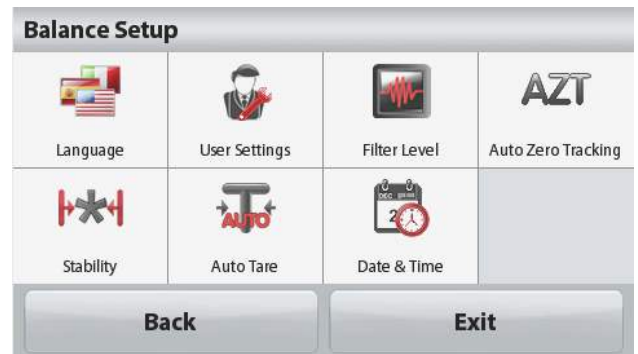 Balance Setup
AZT
Language
User Settings
Filter Level
Auto Zero Tracking
AUTO
Stability
Auto Tare
Date & Time
Back
Exit